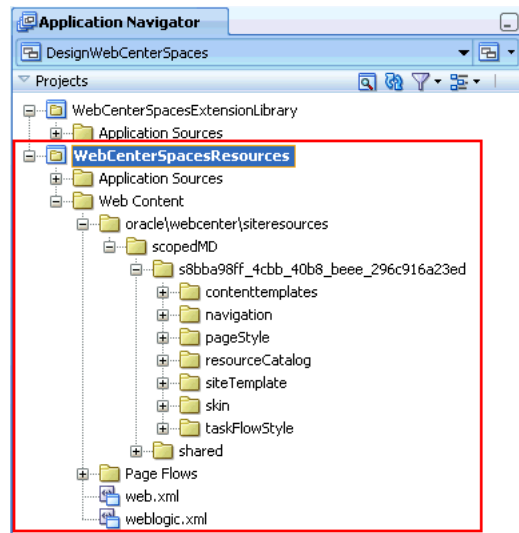 Application Navigator
DesignWebCenterSpaces
Projects
WebCenterSpacesExtensionLibrary
Application Sources
WebCenterSpacesResources
Application Sources
Web Content
oracle\webcenter\siteresources
scopedMD
s8bba98ff_4cbb_40b8_beee_296c916a23ed
contenttemplates
navigation
pageStyle
resourceCatalog
siteTemplate
skin
taskFlowStyle
shared
Page Flows
web.xml
weblogic.xml